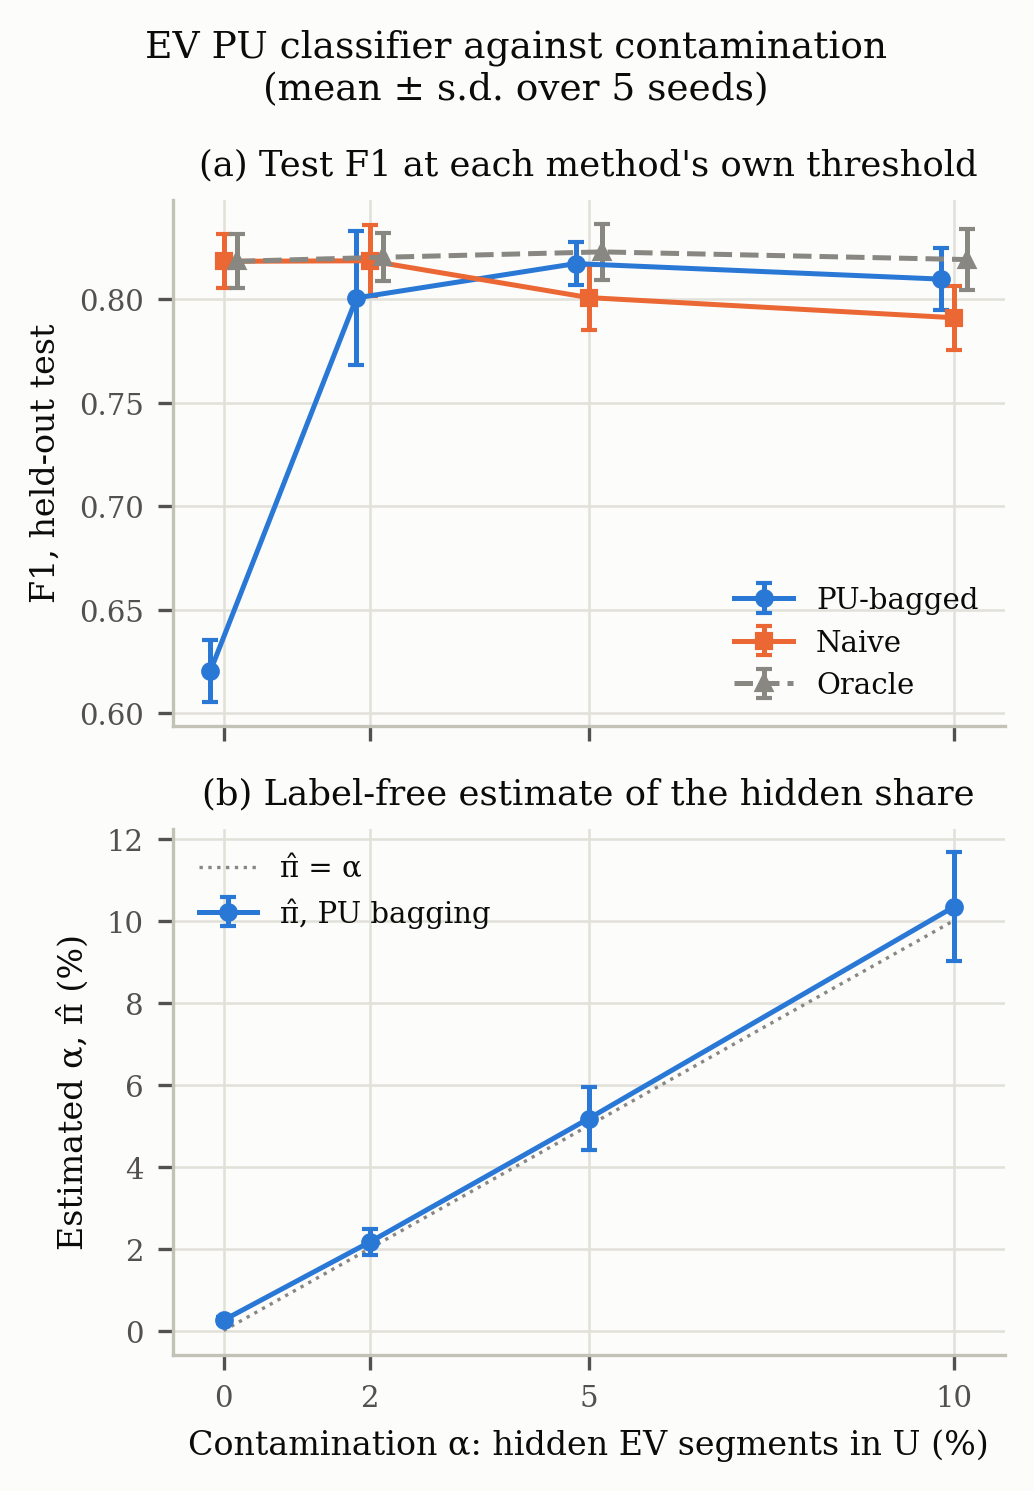 EV PU classifier against contamination
(mean ± s.d. over 5 seeds)
(a) Test F1 at each method's own threshold
F1, held-out test
0.80
0.75
0.70
0.65
0.60
PU-bagged
Naive
Oracle
(b) Label-free estimate of the hidden share
Estimated α, π̂ (%)
12
10
8
6
4
2
0
π̂ = α
π̂, PU bagging
0
2
5
10
Contamination α: hidden EV segments in U (%)